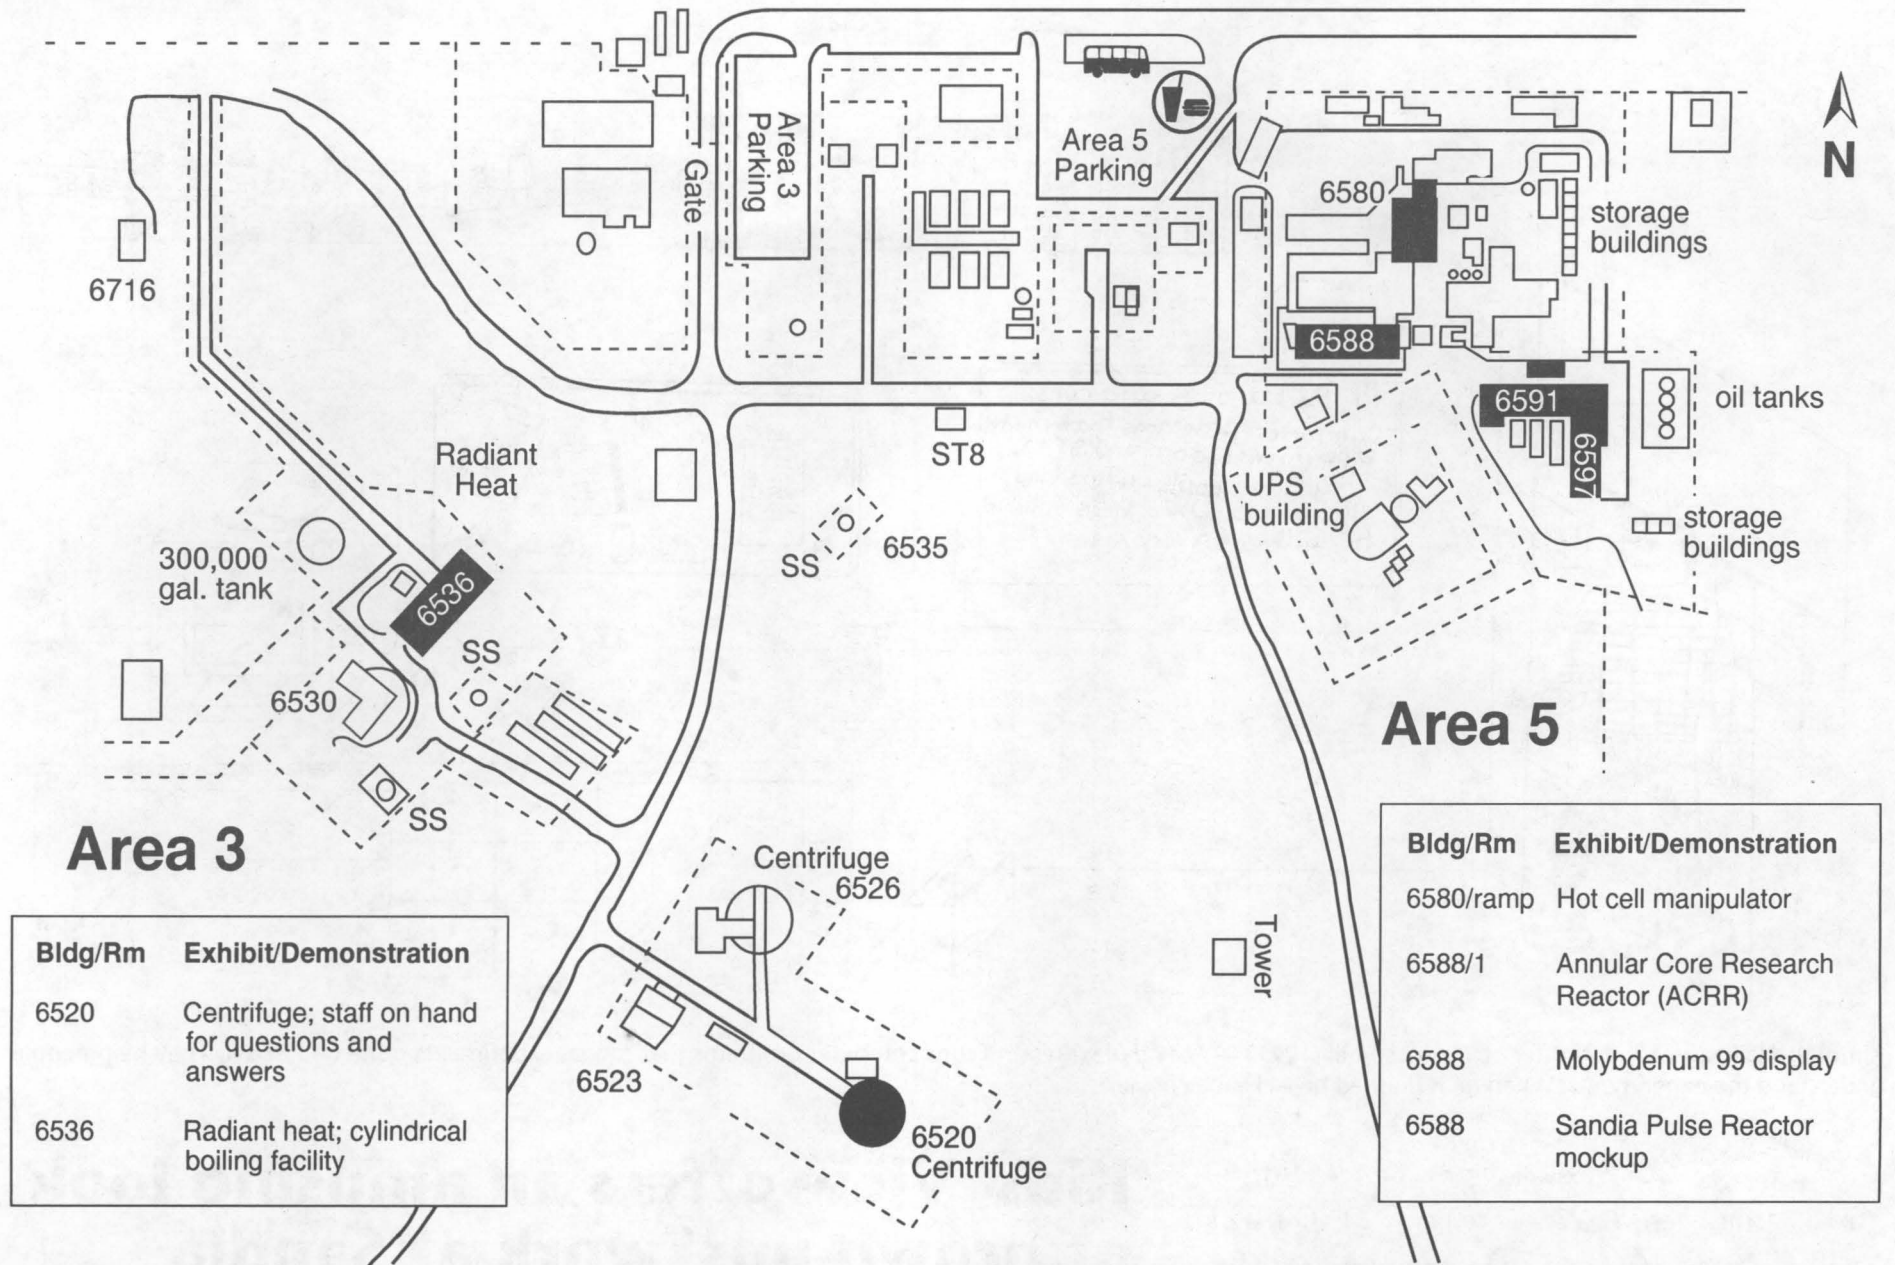 Area 3
Parking
Gate
Area 5
Parking
N
6580
storage
buildings
6716
6588
6591
6597
oil tanks
ST8
Radiant
Heat
UPS
building
storage
buildings
SS
6535
300,000
gal. tank
6536
SS
6530
SS
Area 5
Area 3
Centrifuge
6526
Tower
6523
6520
Centrifuge
Bldg/Rm Exhibit/Demonstration
6520 Centrifuge; staff on hand
for questions and
answers
6536 Radiant heat; cylindrical
boiling facility
Bldg/Rm Exhibit/Demonstration
6580/ramp Hot cell manipulator
6588/1 Annular Core Research
Reactor (ACRR)
6588 Molybdenum 99 display
6588 Sandia Pulse Reactor
mockup